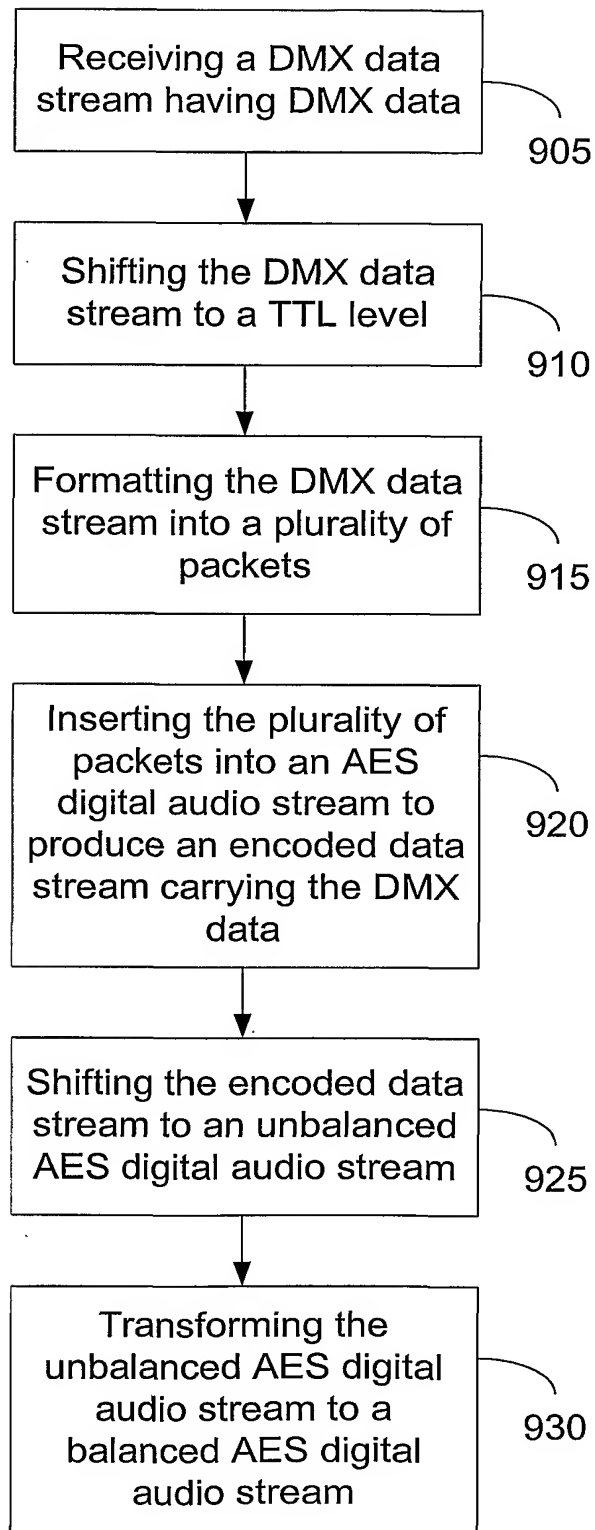 Receiving a DMX data
stream having DMX data
905
Shifting the DMX data
stream to a TTL level
910
Formatting the DMX data
stream into a plurality of
packets
915
Inserting the plurality of
packets into an AES
digital audio stream to
produce an encoded data
stream carrying the DMX
data
920
Shifting the encoded data
stream to an unbalanced
AES digital audio stream
925
Transforming the
unbalanced AES digital
audio stream to a
balanced AES digital
audio stream
930